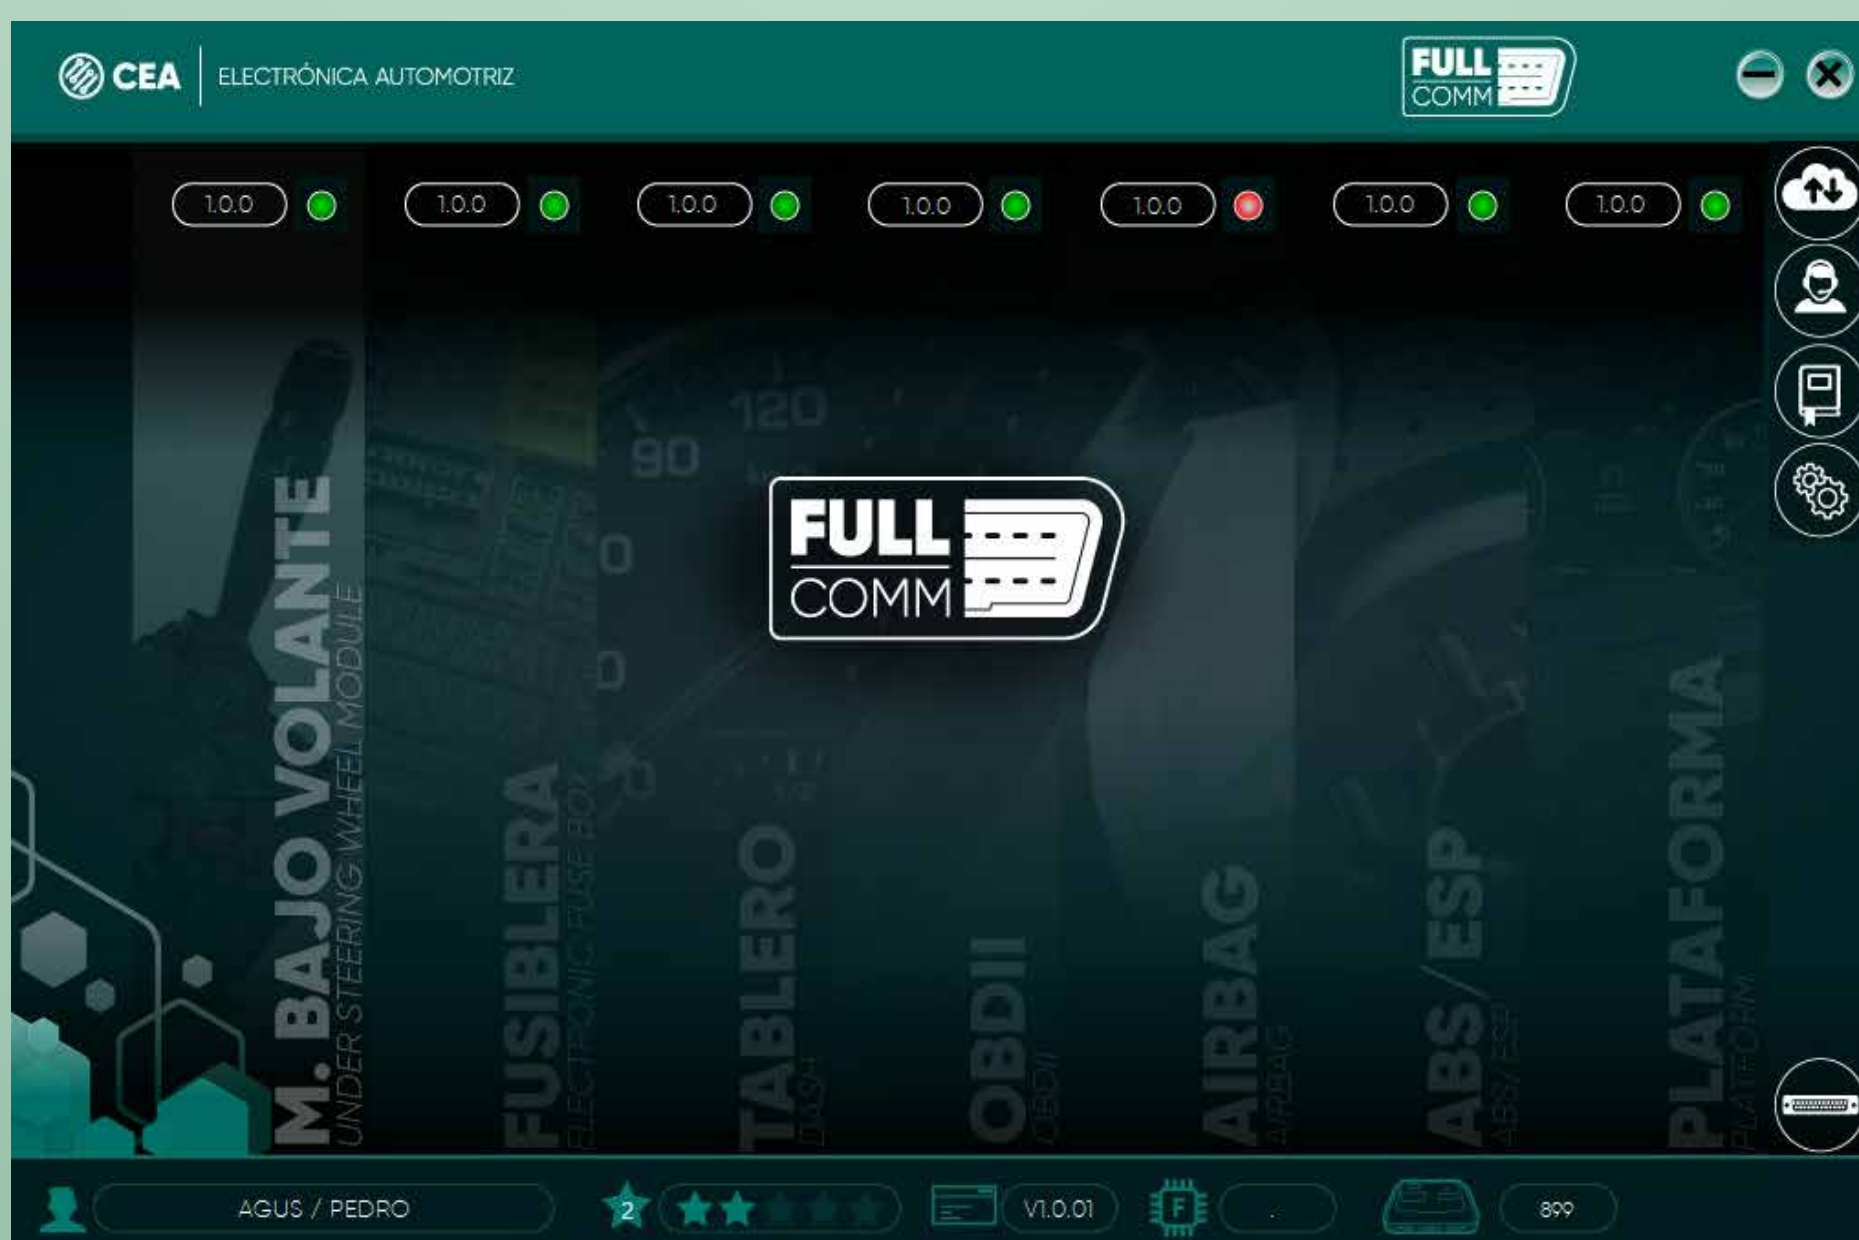 CEA
ELECTRÓNICA AUTOMOTRIZ
FULL
COMM
1.0.0
1.0.0
1.0.0
1.0.0
1.0.0
1.0.0
1.0.0
120
90
FULL
COMM
M. BAJO VOLANTE
UNDER STEERING WHEEL MODULE
FUSIBLERA
ELECTRONIC FUSE BOX
TABLERO
DASH
OBDII
OBDII
AIRBAG
AIRBAG
ABS/ESP
ABS/ESP
PLATAFORMA
PLATFORM
AGUS / PEDRO
2
V1.0.01
F
.
899